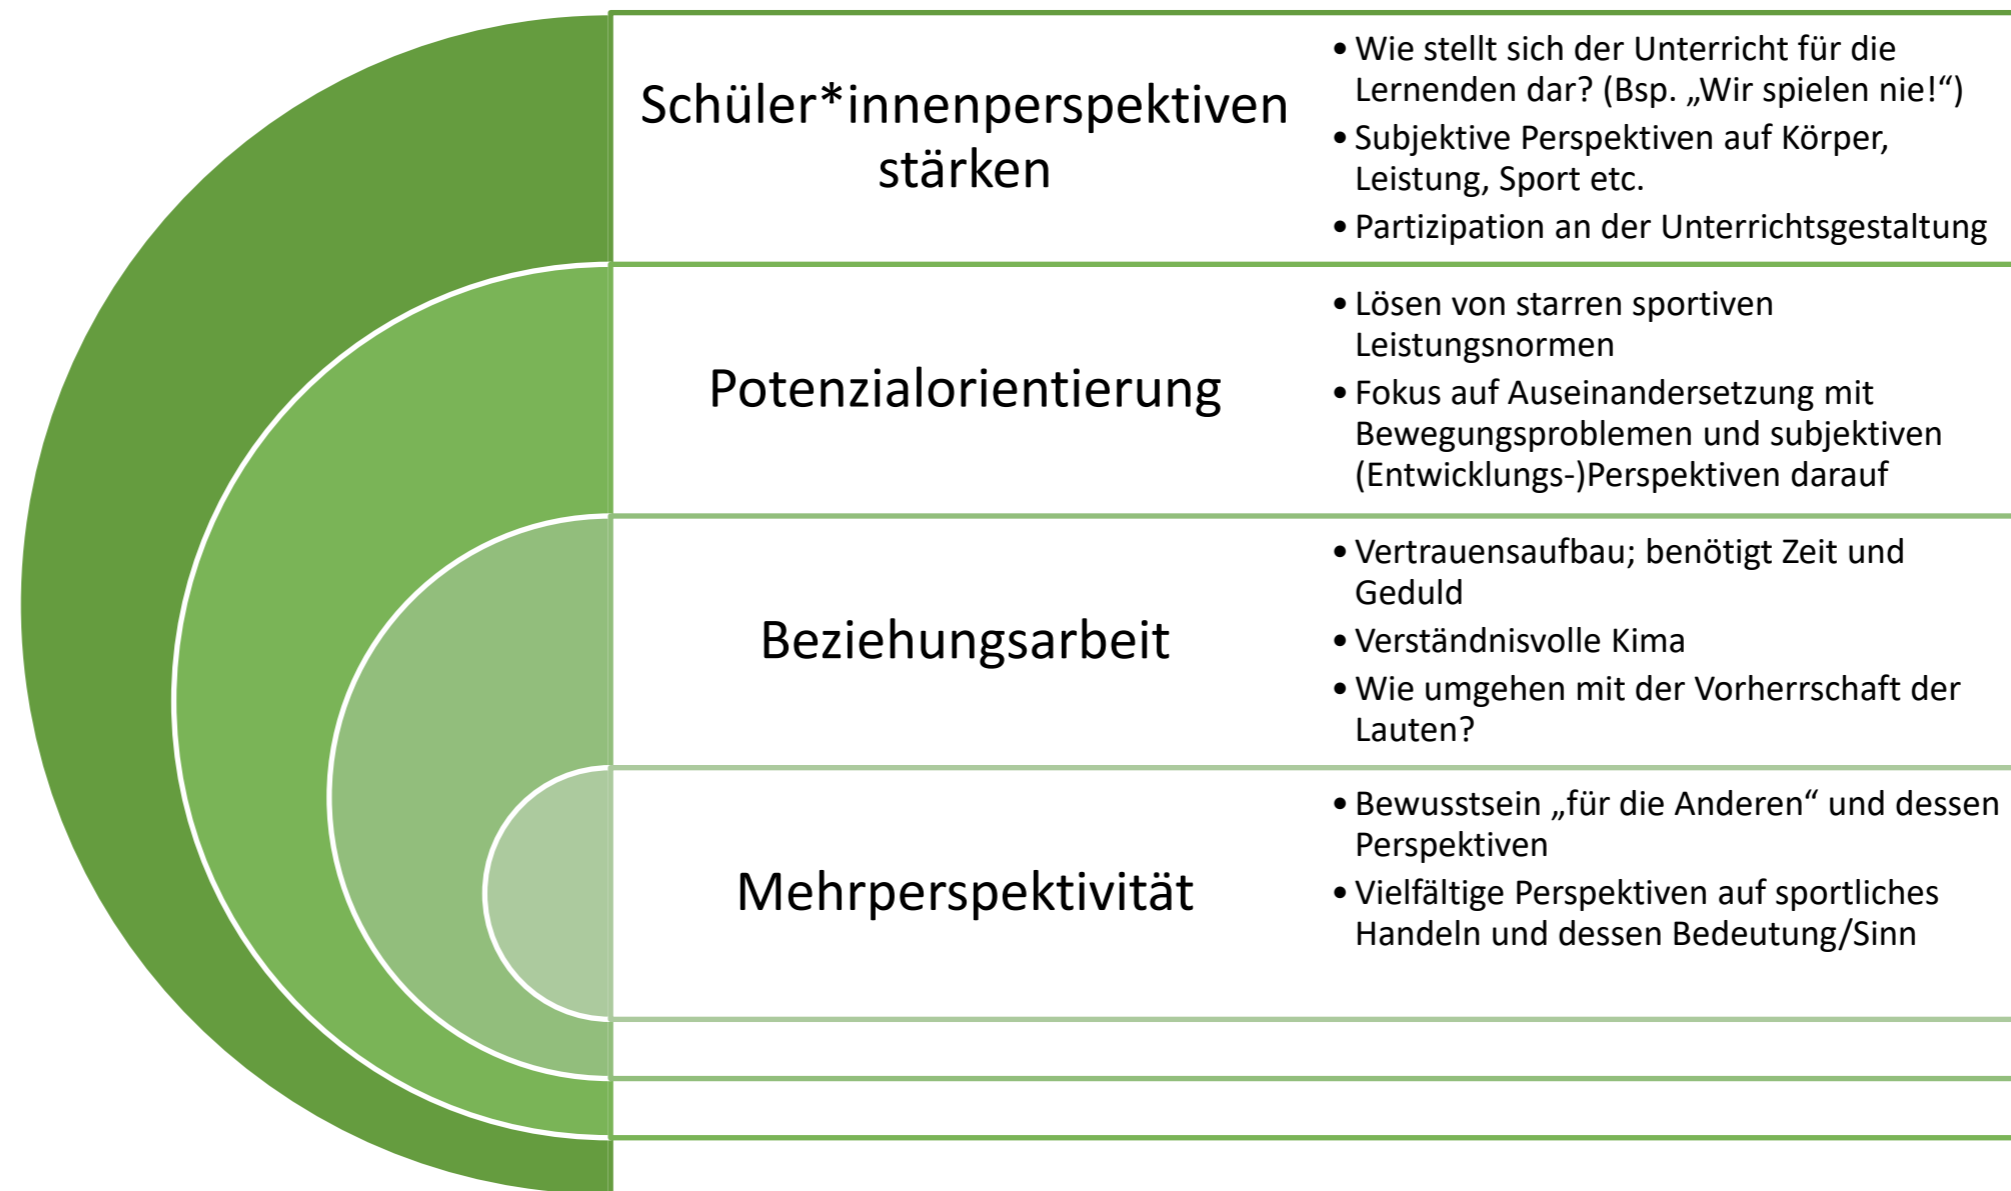 Schüler*innenperspektiven
stärken
• Wie stellt sich der Unterricht für die
Lernenden dar? (Bsp. „Wir spielen nie!“)
• Subjektive Perspektiven auf Körper,
Leistung, Sport etc.
• Partizipation an der Unterrichtsgestaltung
Potenzialorientierung
• Lösen von starren sportiven
Leistungsnormen
• Fokus auf Auseinandersetzung mit
Bewegungsproblemen und subjektiven
(Entwicklungs-)Perspektiven darauf
Beziehungsarbeit
• Vertrauensaufbau; benötigt Zeit und
Geduld
• Verständnisvolle Kima
• Wie umgehen mit der Vorherrschaft der
Lauten?
Mehrperspektivität
• Bewusstsein „für die Anderen“ und dessen
Perspektiven
• Vielfältige Perspektiven auf sportliches
Handeln und dessen Bedeutung/Sinn